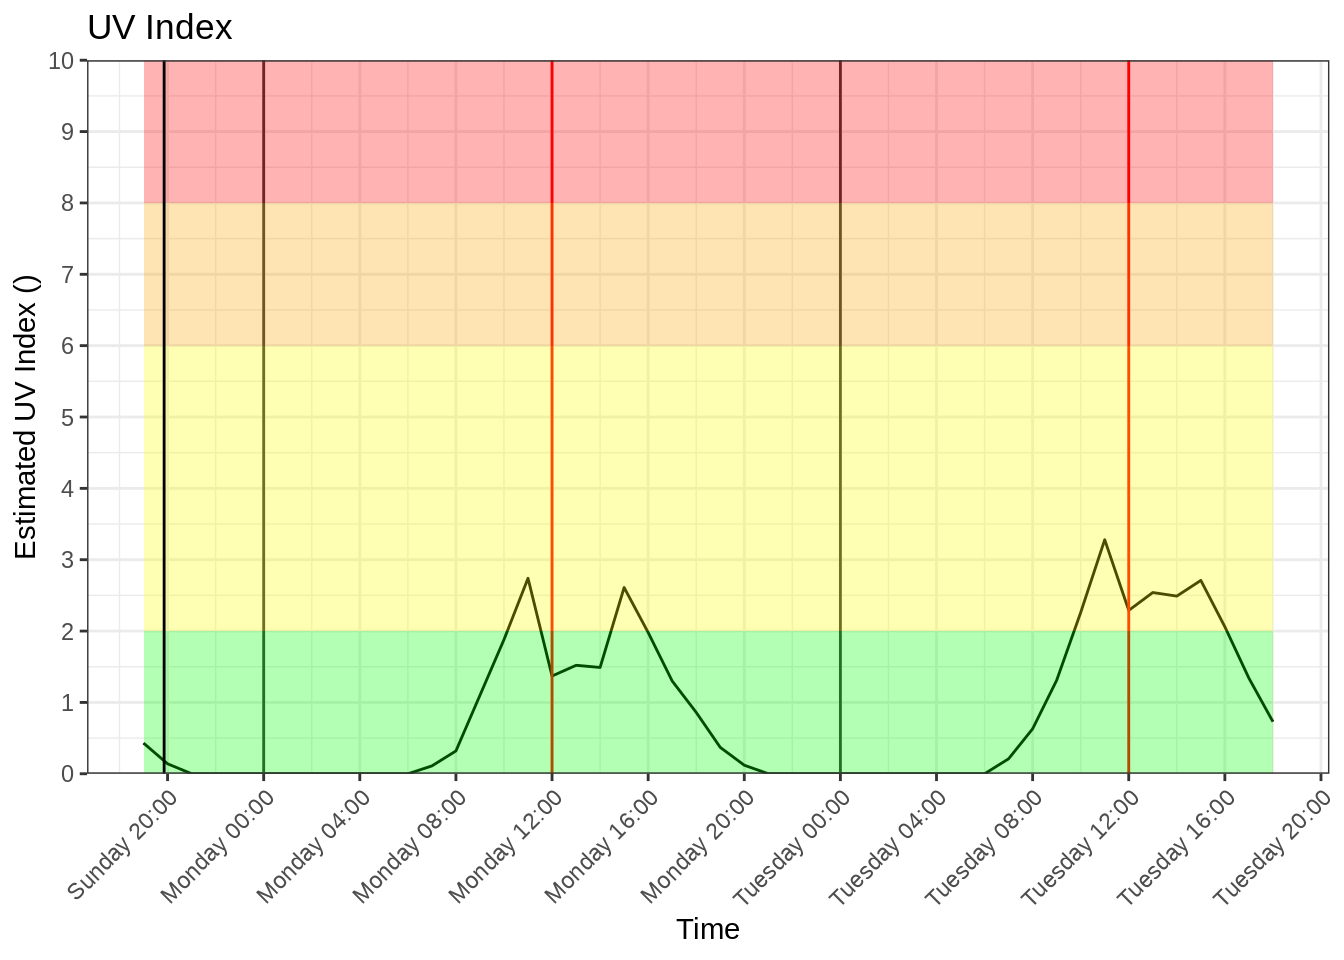 UV Index
10
9
8
7
6
5
4
3
2
1
0
Estimated UV Index ()
Sunday 20:00
Monday 00:00
Monday 04:00
Monday 08:00
Monday 12:00
Monday 16:00
Monday 20:00
Tuesday 00:00
Tuesday 04:00
Tuesday 08:00
Tuesday 12:00
Tuesday 16:00
Tuesday 20:00
Time